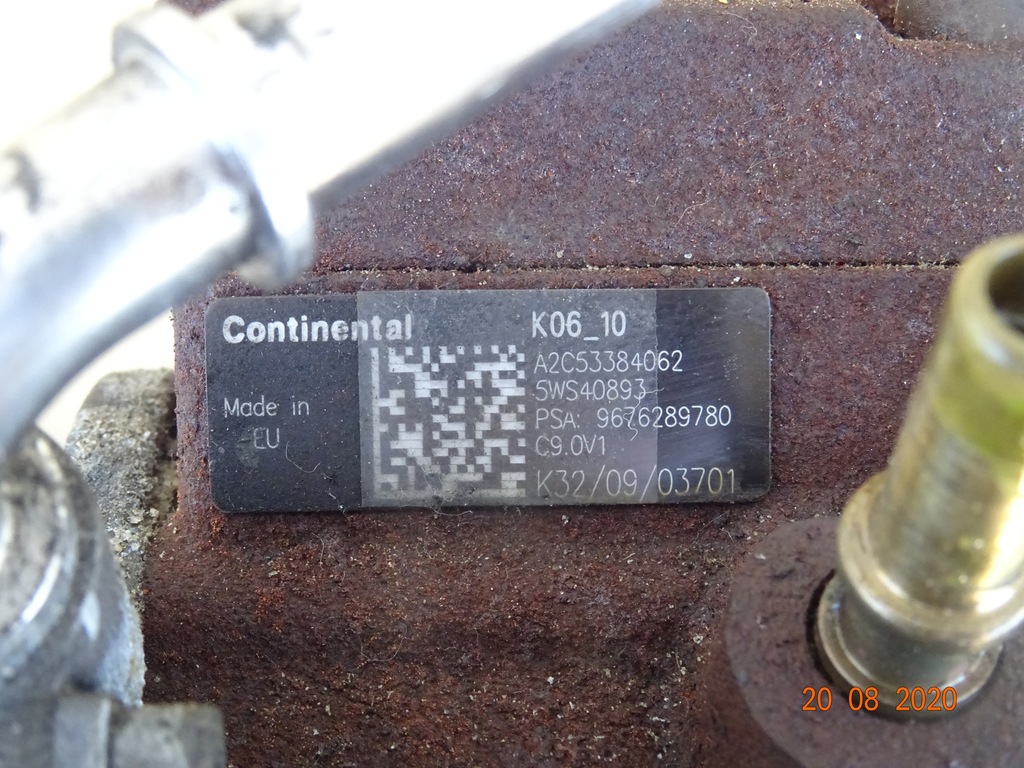 Continental
Made in
EU
K06_10
A2C53384062
5WS40893
PSA: 9676289780
C9.0V1
K32/09/03701
20 08 2020